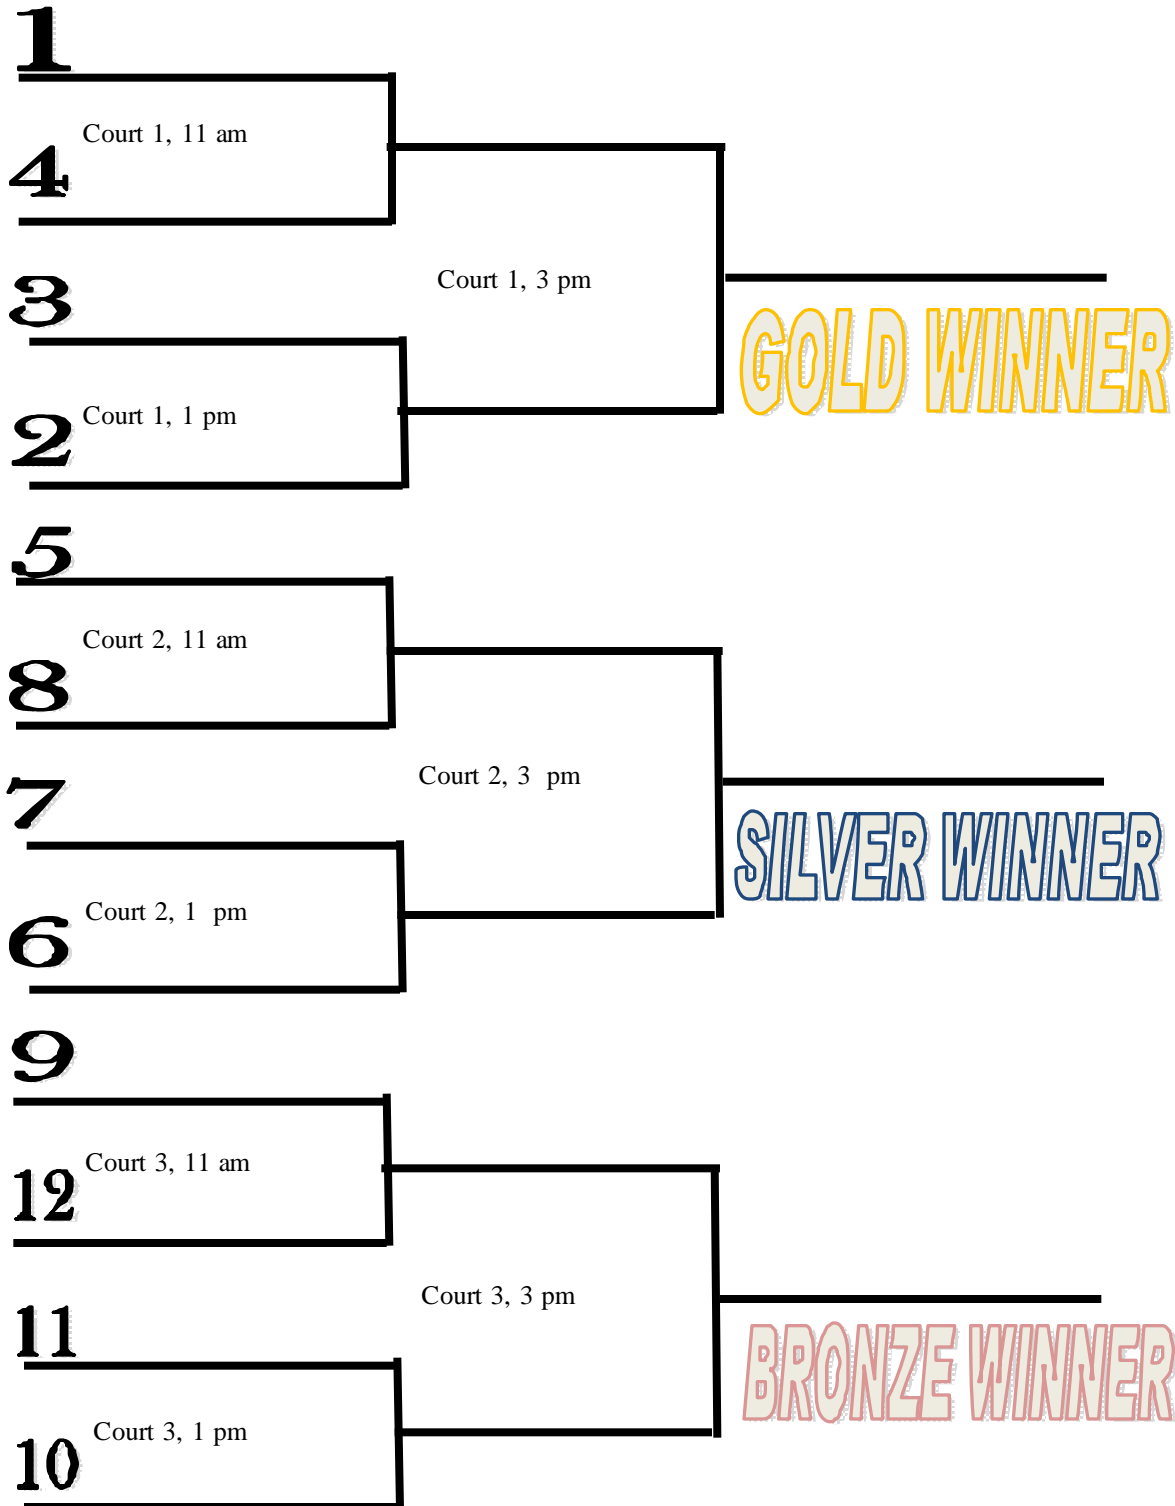 1
Court 1, 11 am
4
3
Court 1, 3 pm
GOLD WINNER
Court 1, 1 pm
2
5
Court 2, 11 am
8
7
Court 2, 3 pm
SILVER WINNER
Court 2, 1 pm
6
9
Court 3, 11 am
12
11
Court 3, 3 pm
BRONZE WINNER
Court 3, 1 pm
10